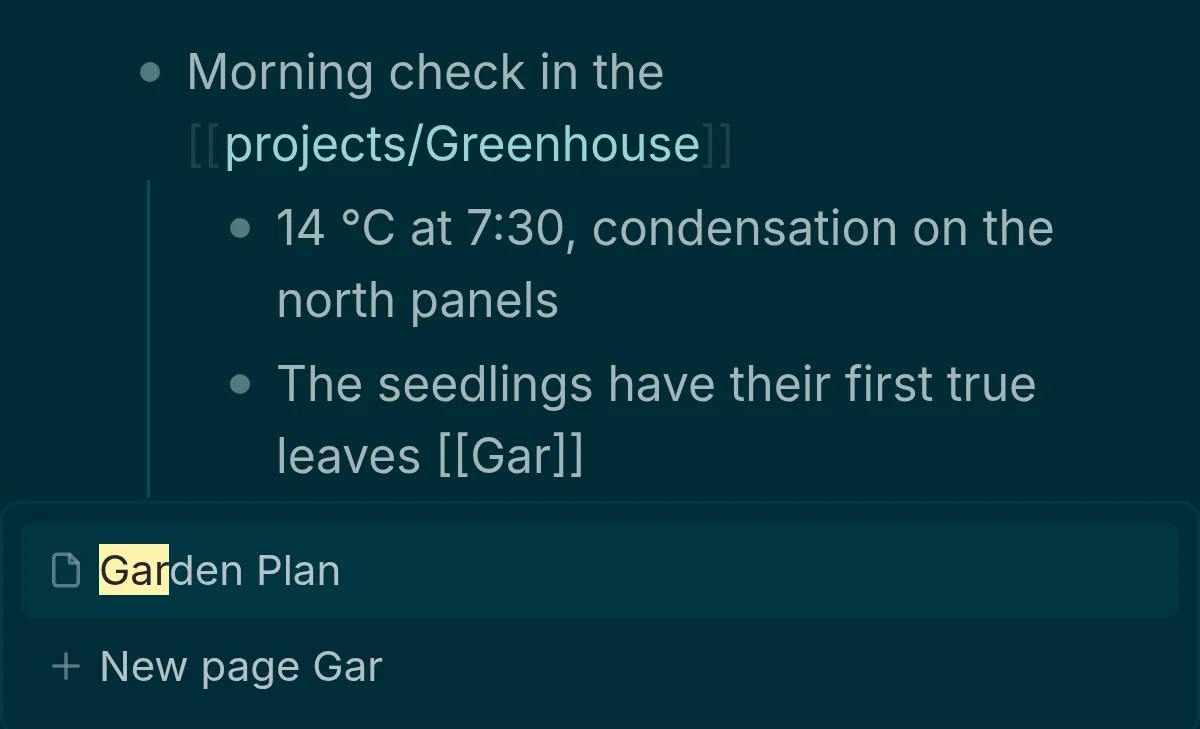 Morning check in the
[[projects/Greenhouse]]
14 °C at 7:30, condensation on the
north panels
The seedlings have their first true
leaves [[Gar]]
Garden Plan
New page Gar